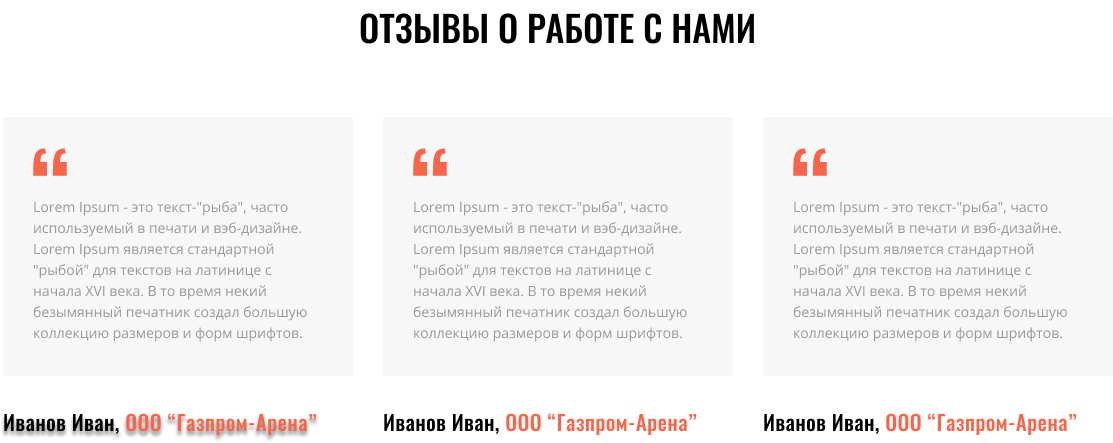 ОТЗЫВЫ О РАБОТЕ С НАМИ
“
Lorem Ipsum - это текст-"рыба", часто
используемый в печати и вэб-дизайне.
Lorem Ipsum является стандартной
"рыбой" для текстов на латинице с
начала XVI века. В то время некий
безымянный печатник создал большую
коллекцию размеров и форм шрифтов.
Иванов Иван, ООО “Газпром-Арена”
“
Lorem Ipsum - это текст-"рыба", часто
используемый в печати и вэб-дизайне.
Lorem Ipsum является стандартной
"рыбой" для текстов на латинице с
начала XVI века. В то время некий
безымянный печатник создал большую
коллекцию размеров и форм шрифтов.
Иванов Иван, ООО “Газпром-Арена”
“
Lorem Ipsum - это текст-"рыба", часто
используемый в печати и вэб-дизайне.
Lorem Ipsum является стандартной
"рыбой" для текстов на латинице с
начала XVI века. В то время некий
безымянный печатник создал большую
коллекцию размеров и форм шрифтов.
Иванов Иван, ООО “Газпром-Арена”